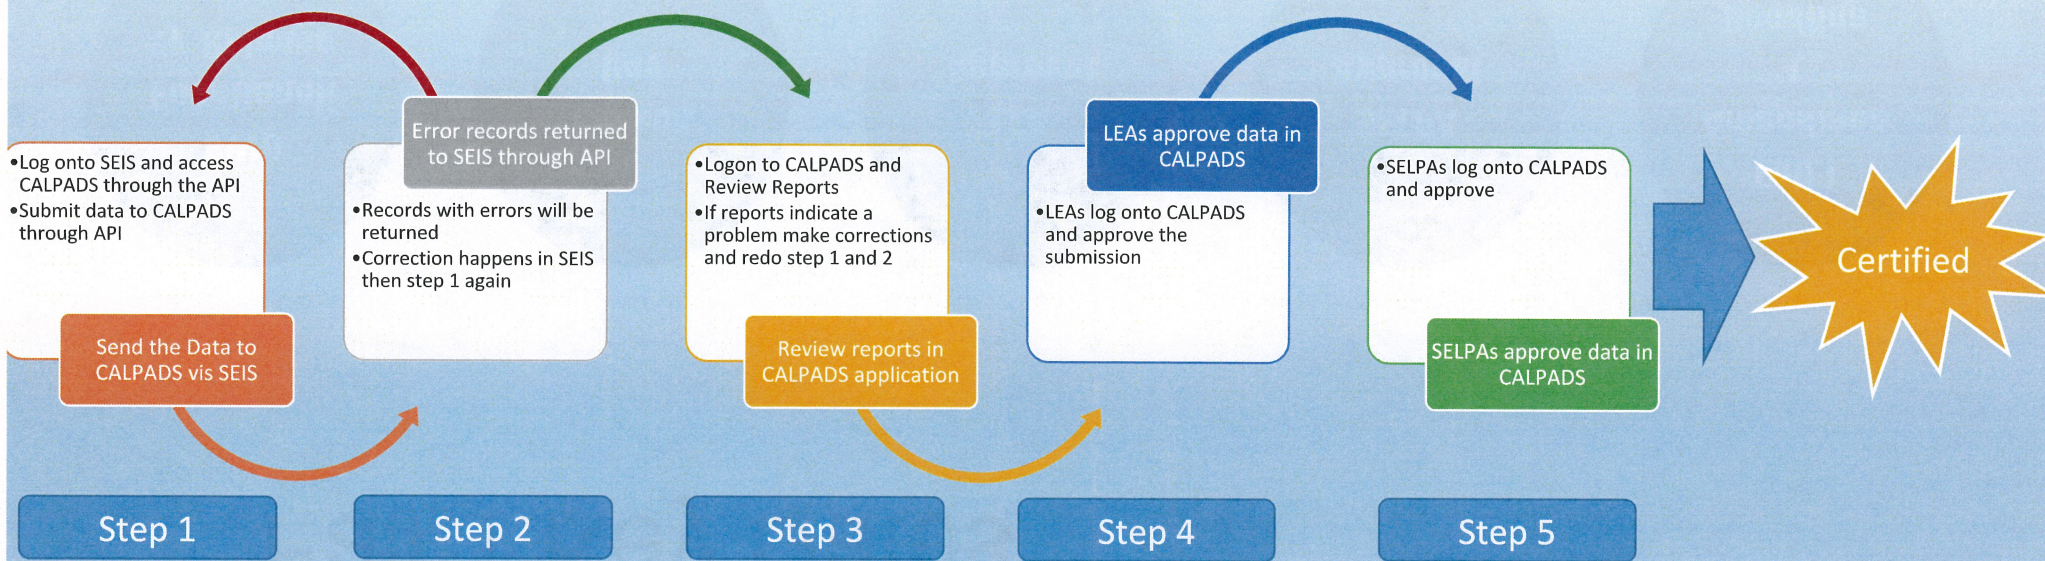 •Log onto SEIS and access
CALPADS through the API
•Submit data to CALPADS
through API
Send the Data to
CALPADS vis SEIS
Error records returned
to SEIS through API
•Records with errors will be
returned
•Correction happens in SEIS
then step 1 again
•Logon to CALPADS and
Review Reports
•If reports indicate a
problem make corrections
and redo step 1 and 2
Review reports in
CALPADS application
LEAs approve data in
CALPADS
•LEAs log onto CALPADS
and approve the
submission
•SELPAs log onto CALPADS
and approve
SELPAs approve data in
CALPADS
Certified
Step 1
Step 2
Step 3
Step 4
Step 5